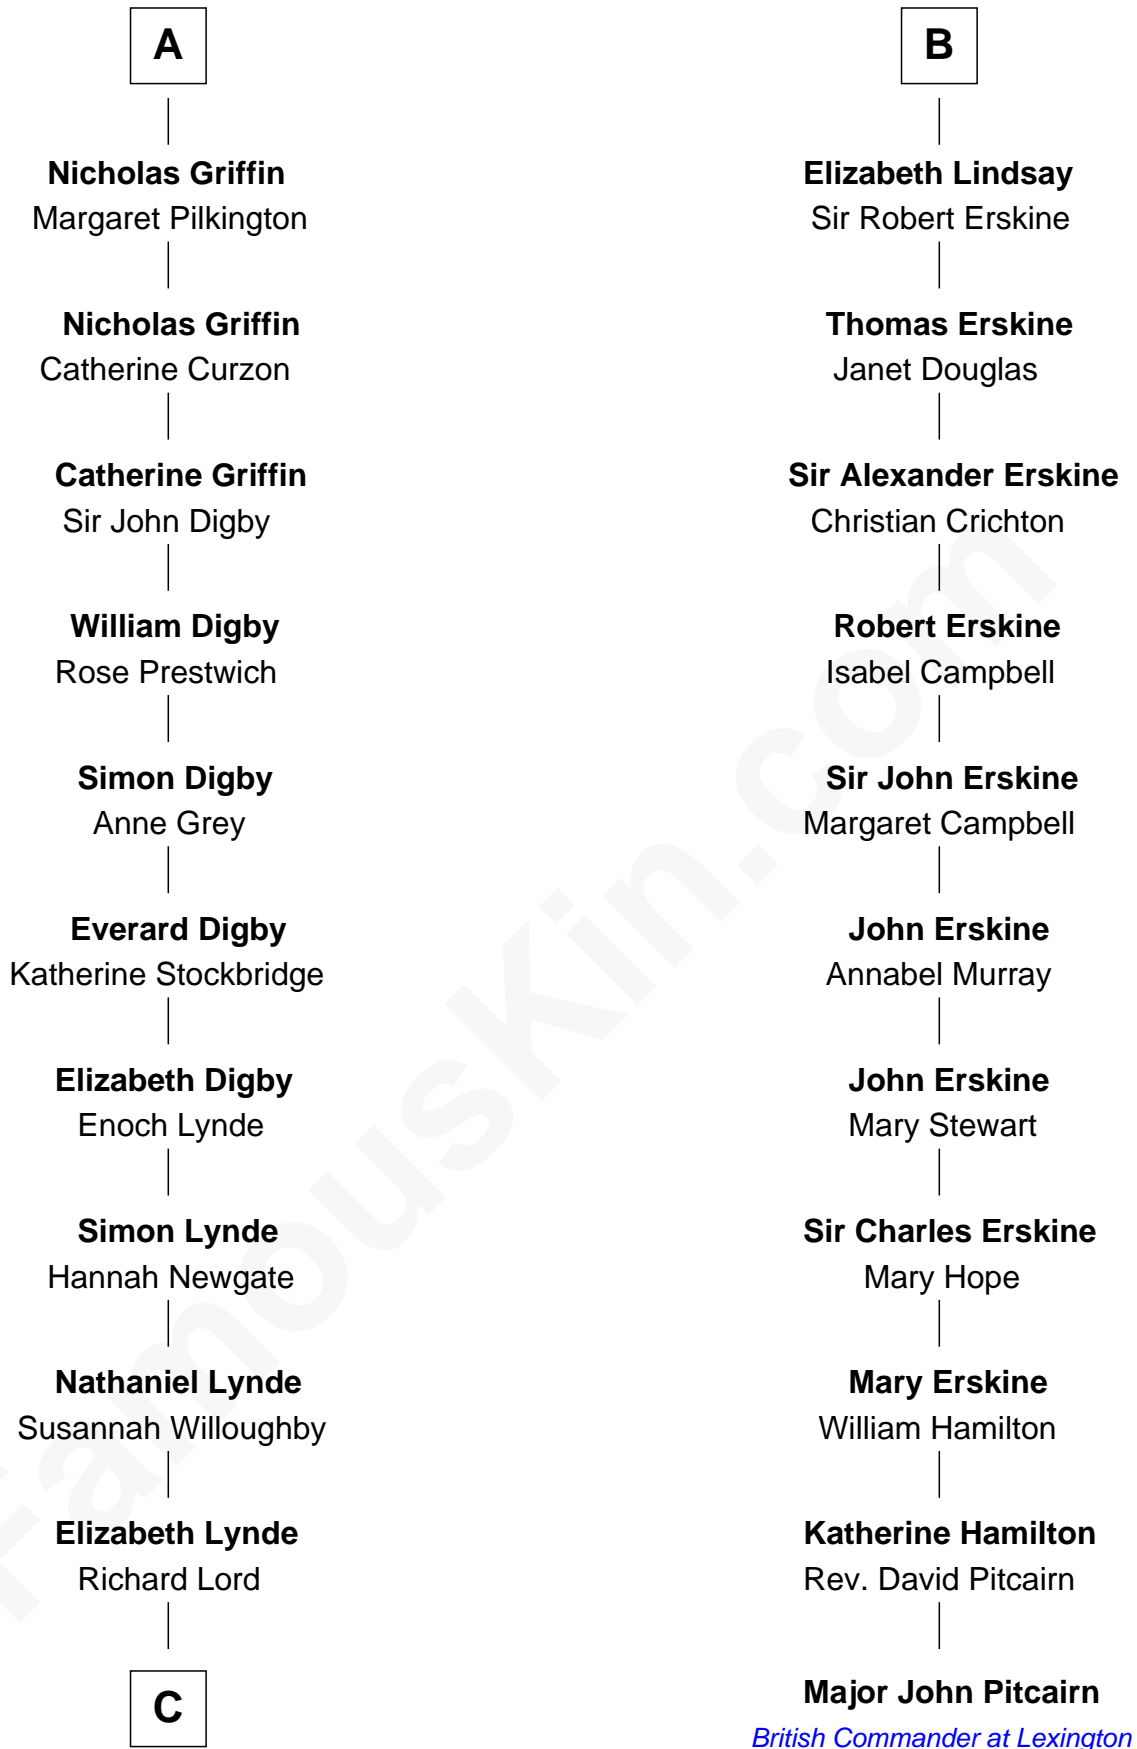 A
Nicholas Griffin
Margaret Pilkington
Nicholas Griffin
Catherine Curzon
Catherine Griffin
Sir John Digby
William Digby
Rose Prestwich
Simon Digby
Anne Grey
Everard Digby
Katherine Stockbridge
Elizabeth Digby
Enoch Lynde
Simon Lynde
Hannah Newgate
Nathaniel Lynde
Susannah Willoughby
Elizabeth Lynde
Richard Lord
C
B
Elizabeth Lindsay
Sir Robert Erskine
Thomas Erskine
Janet Douglas
Sir Alexander Erskine
Christian Crichton
Robert Erskine
Isabel Campbell
Sir John Erskine
Margaret Campbell
John Erskine
Annabel Murray
John Erskine
Mary Stewart
Sir Charles Erskine
Mary Hope
Mary Erskine
William Hamilton
Katherine Hamilton
Rev. David Pitcairn
Major John Pitcairn
British Commander at Lexington
FamousKin.com